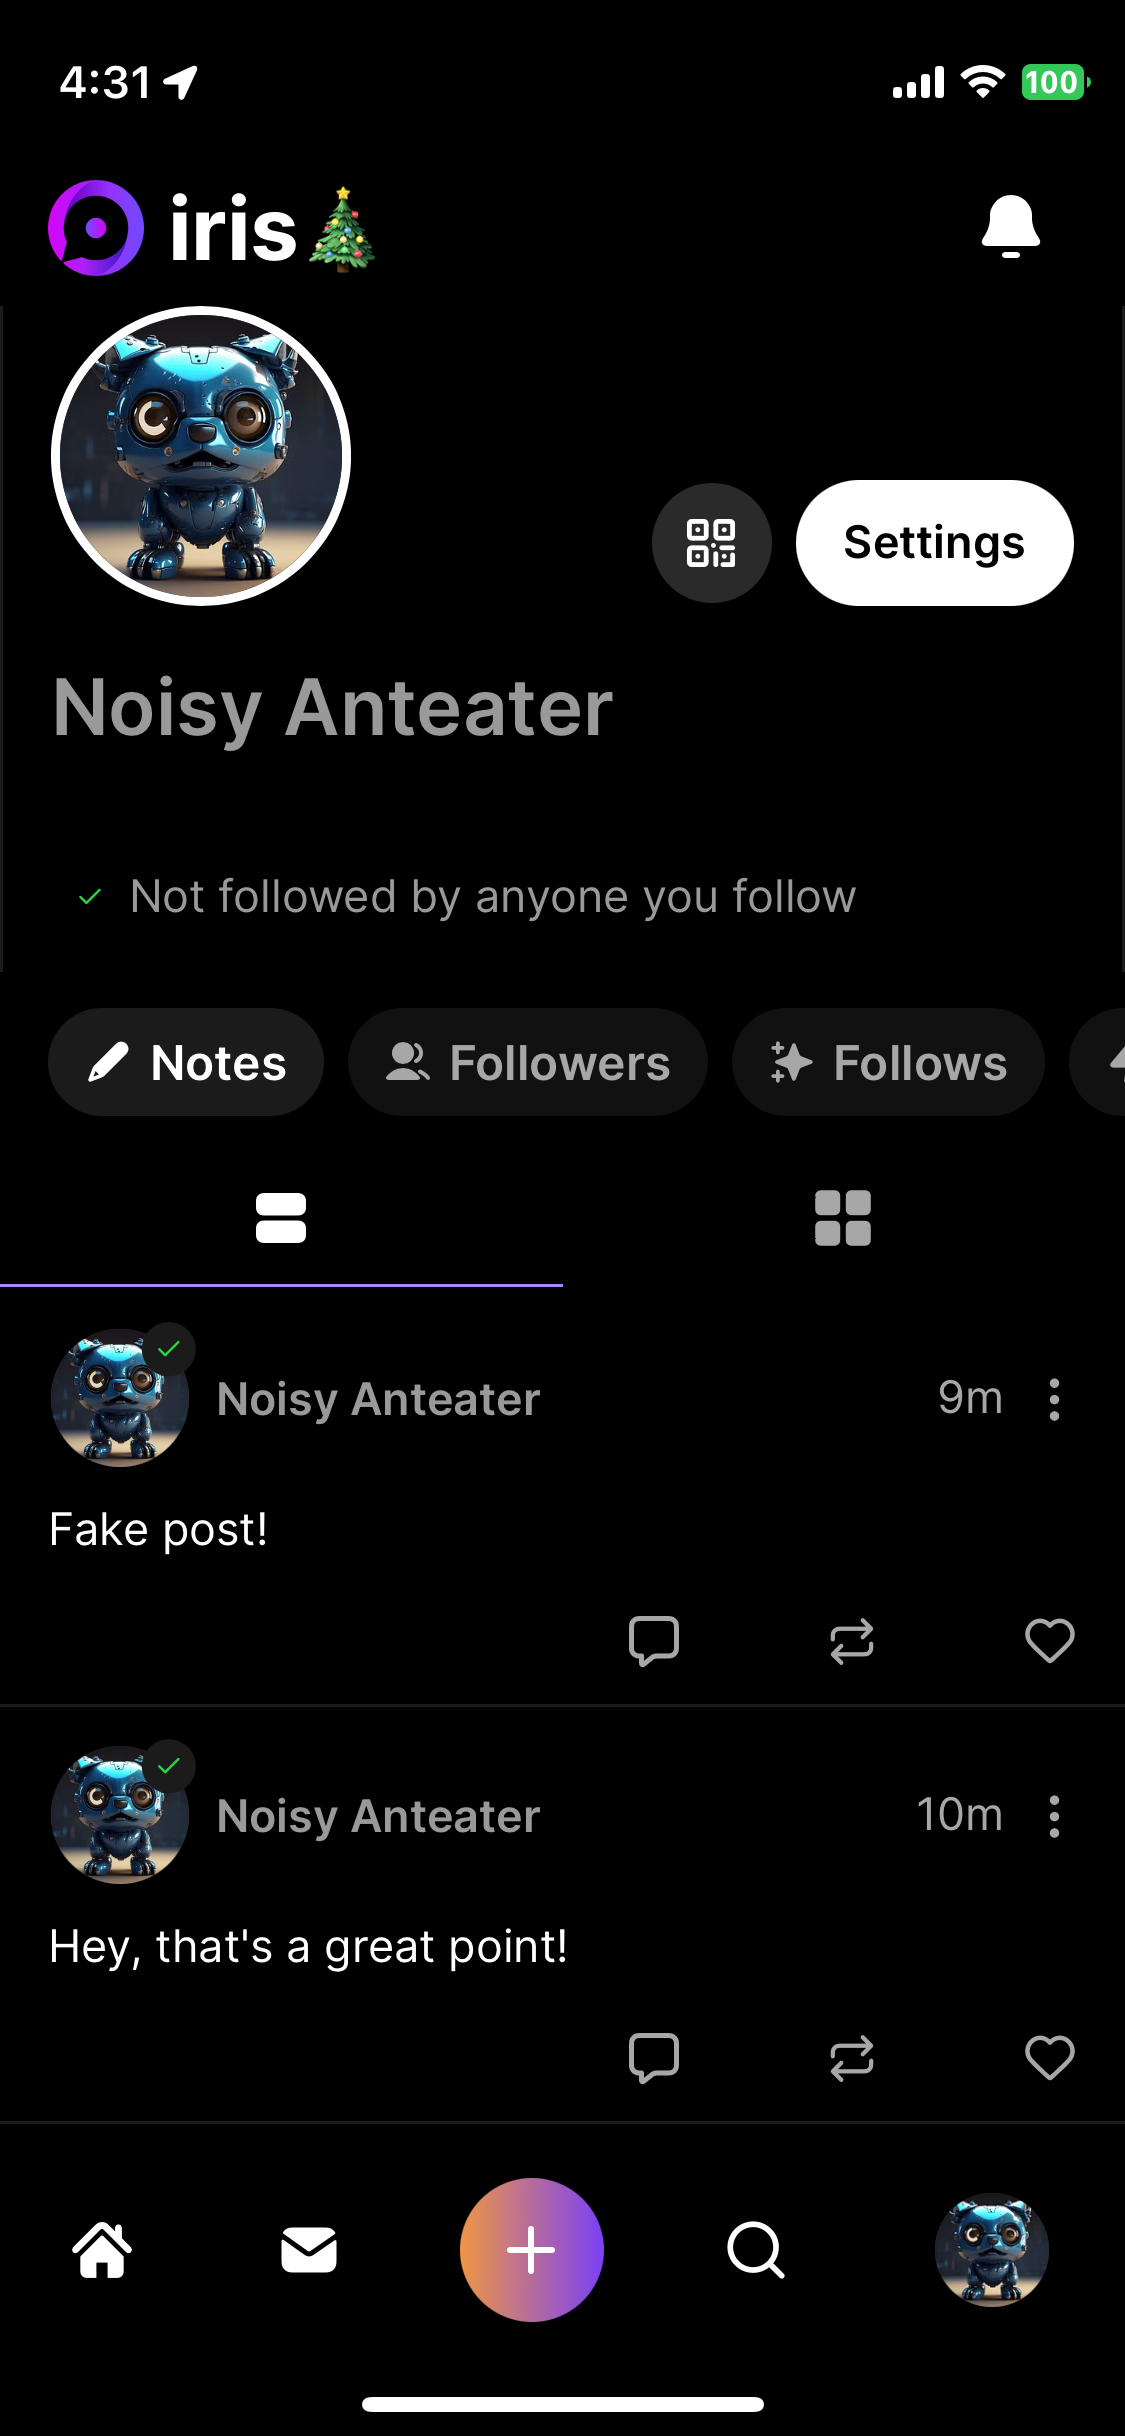 4:31
100
iris🎄
Settings
Noisy Anteater
Not followed by anyone you follow
Notes
Followers
Follows
Noisy Anteater
9m
Fake post!
Noisy Anteater
10m
Hey, that's a great point!